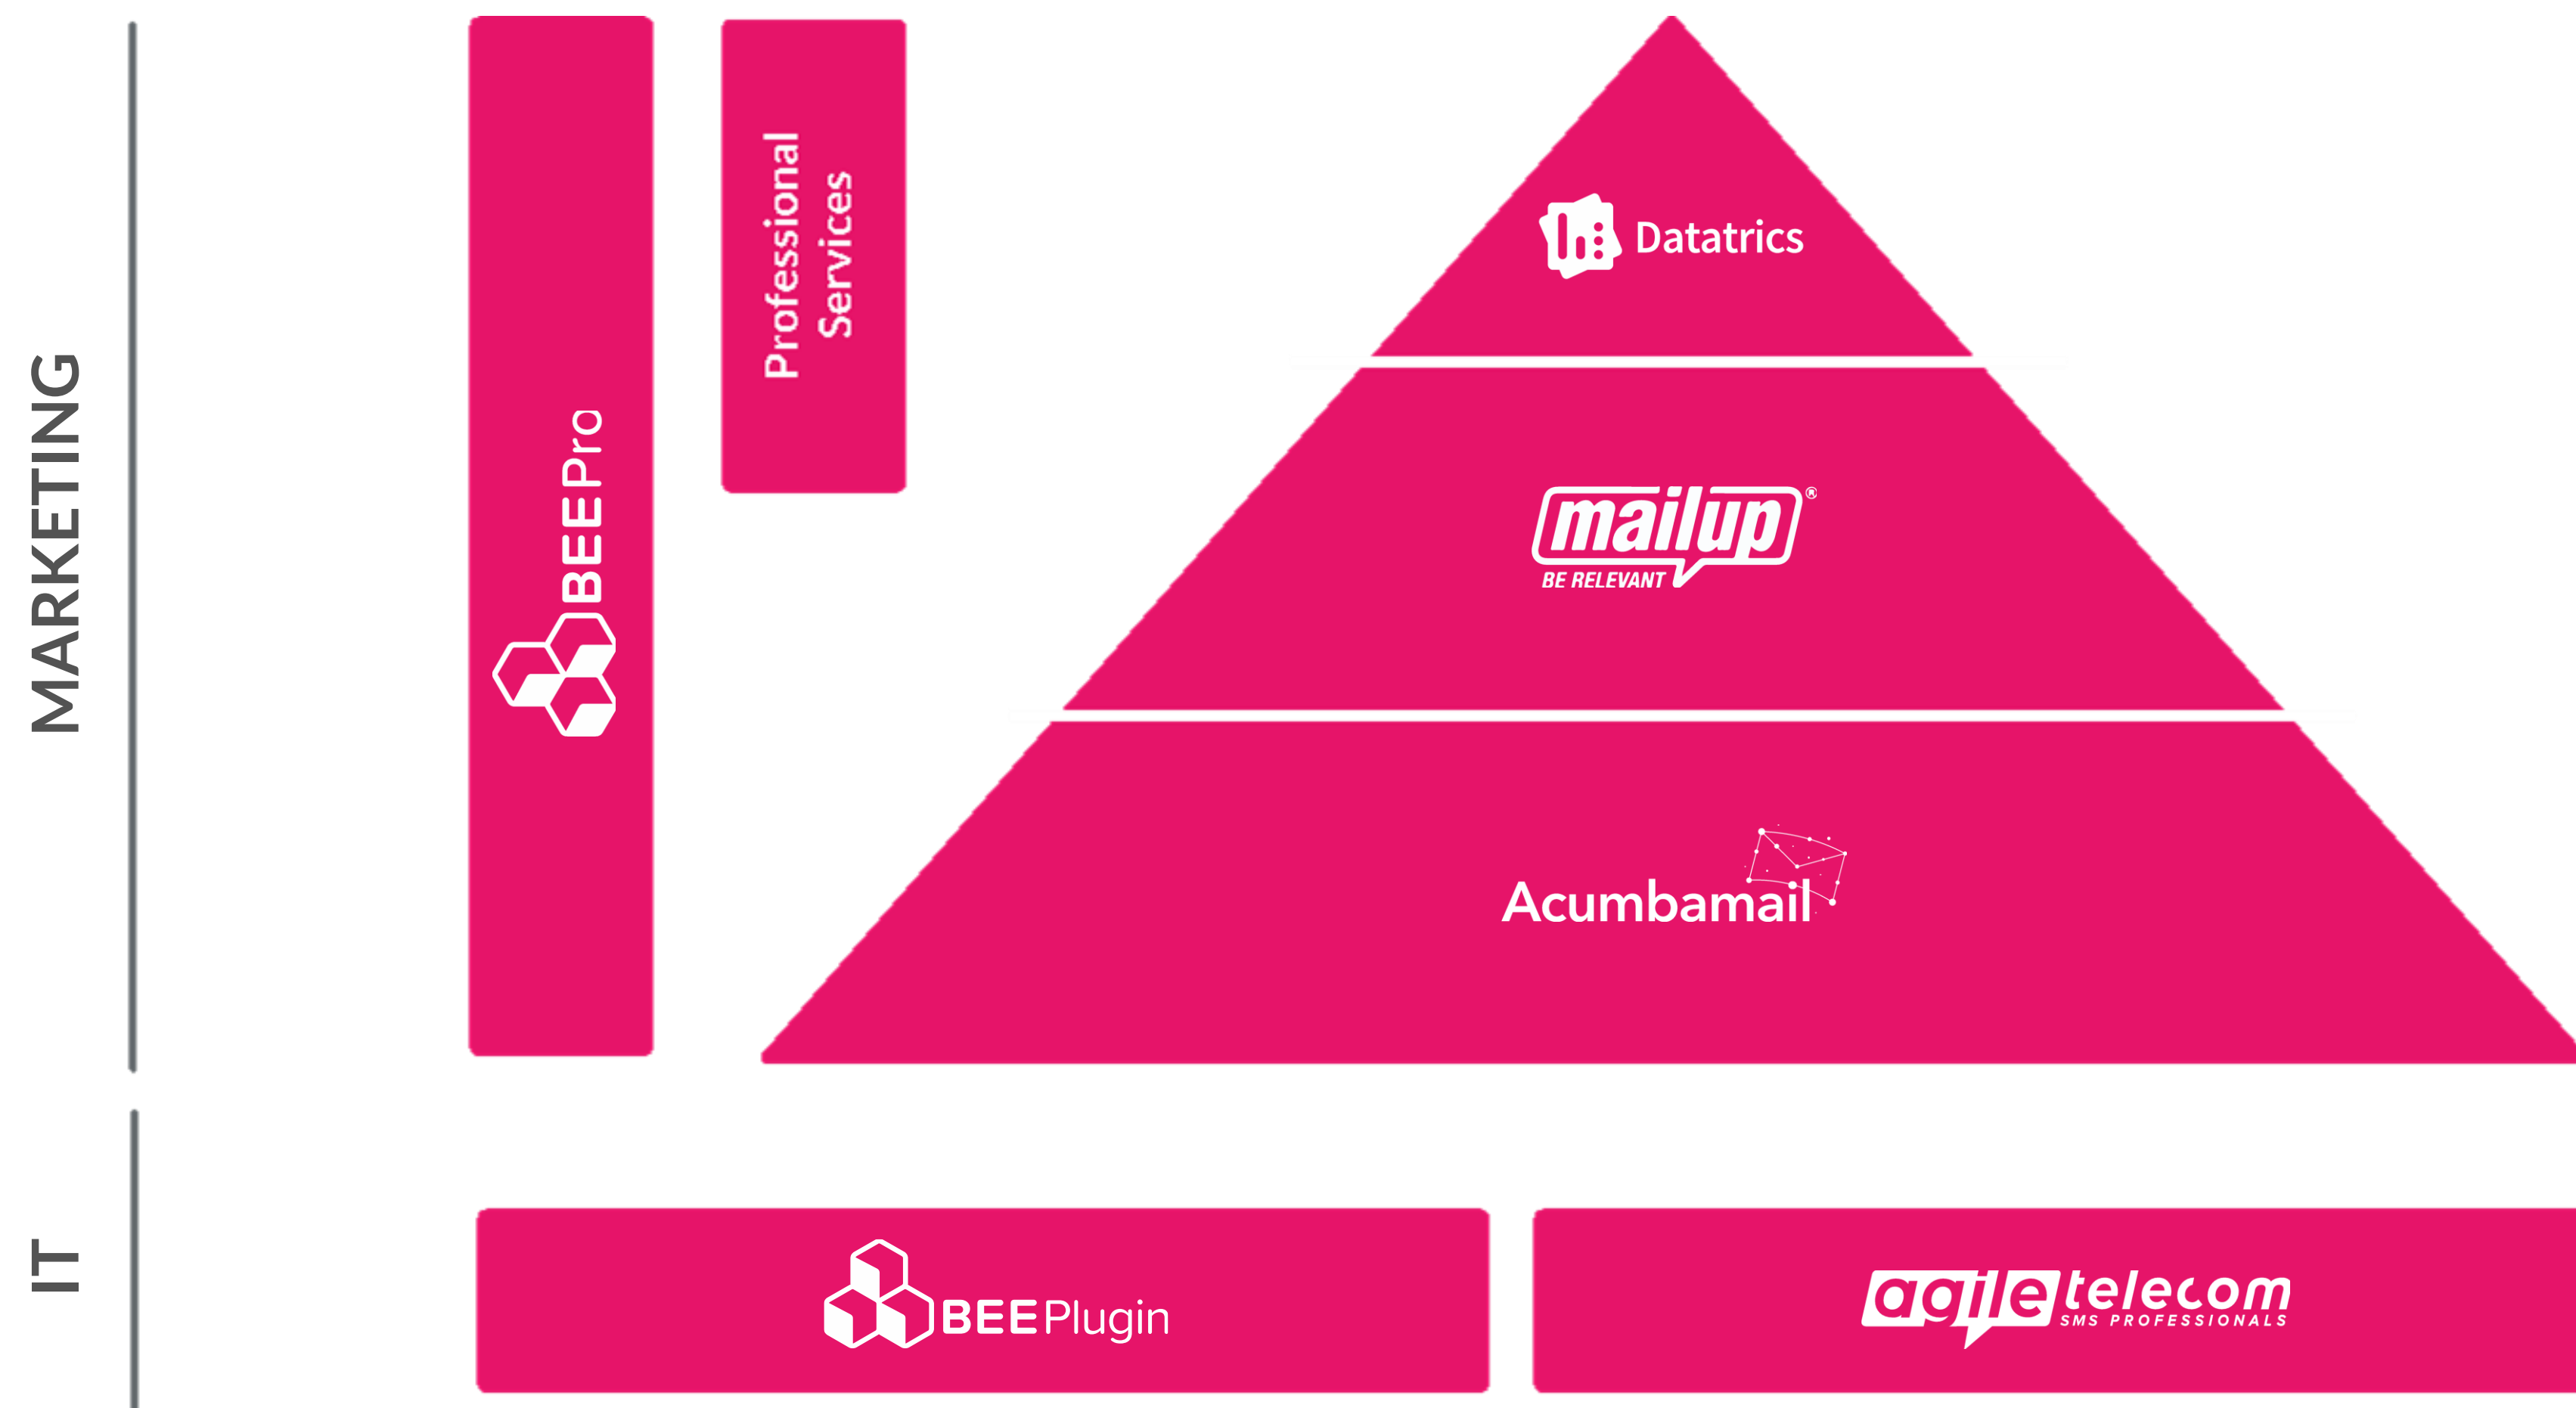 MARKETING
BEEPro
Professional
Services
Datatrics
mailup®
BE RELEVANT
Acumbamail
IT
BEEPlugin
agiletelecom
SMS PROFESSIONALS